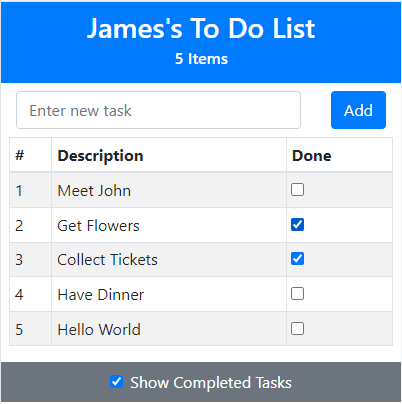 James's To Do List
5 Items
Enter new task Add
# Description Done
1 Meet John
2 Get Flowers
3 Collect Tickets
4 Have Dinner
5 Hello World
Show Completed Tasks